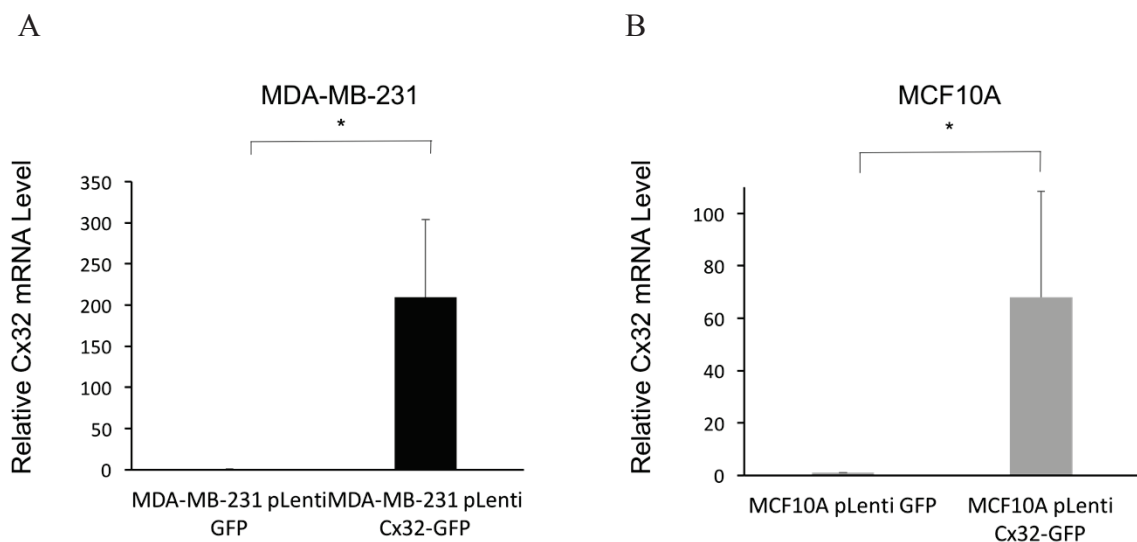 A
MDA-MB-231
*
Relative Cx32 mRNA Level
350
300
250
200
150
100
50
0
MDA-MB-231 pLenti
GFP
MDA-MB-231 pLenti
Cx32-GFP
B
MCF10A
*
Relative Cx32 mRNA Level
100
80
60
40
20
0
MCF10A pLenti GFP
MCF10A pLenti
Cx32-GFP